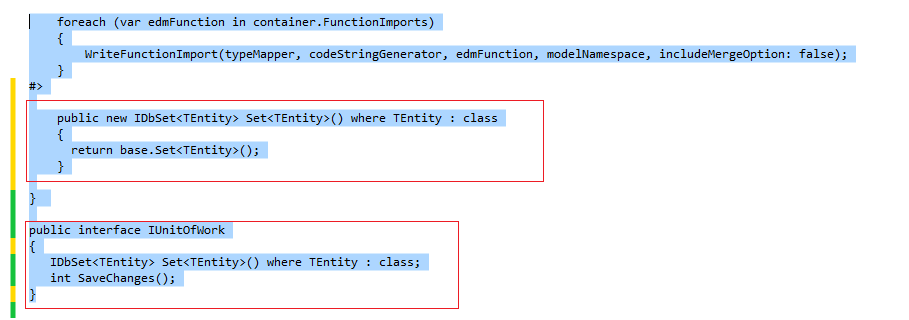 foreach (var edmFunction in container.FunctionImports)
{
WriteFunctionImport(typeMapper, codeStringGenerator, edmFunction, modelNamespace, includeMergeOption: false);
}
#>
public new IDbSet<TEntity> Set<TEntity>() where TEntity : class
{
return base.Set<TEntity>();
}
}
public interface IUnitOfWork
{
IDbSet<TEntity> Set<TEntity>() where TEntity : class;
int SaveChanges();
}